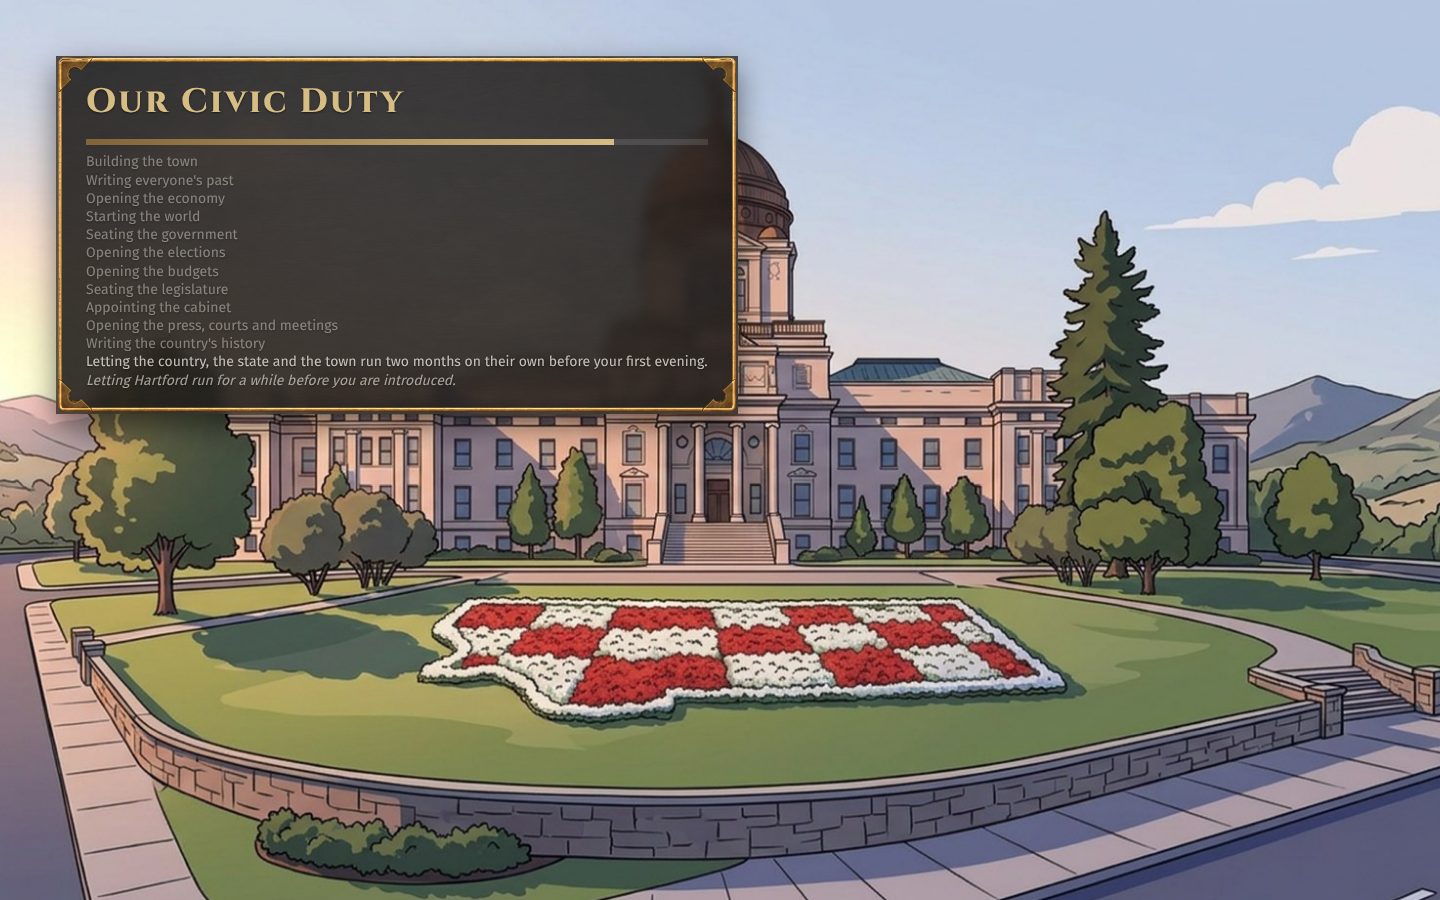 Our Civic Duty
Building the town
Writing everyone's past
Opening the economy
Starting the world
Seating the government
Opening the elections
Opening the budgets
Seating the legislature
Appointing the cabinet
Opening the press, courts and meetings
Writing the country's history
Letting the country, the state and the town run two months on their own before your first evening.
Letting Hartford run for a while before you are introduced.